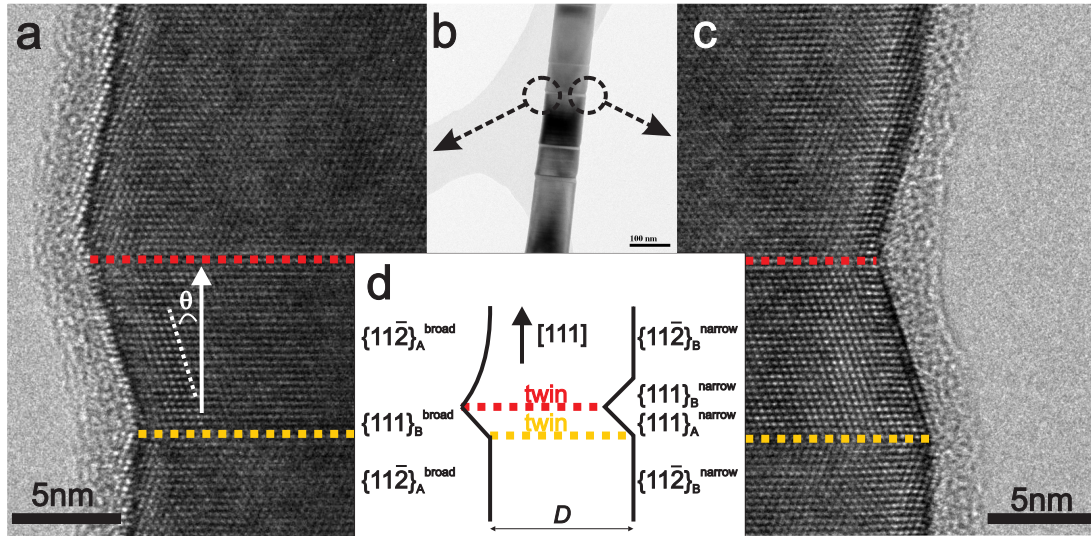 a
θ
5nm
b
100 nm
c
5nm
d
{112̅}A broad
[111]
{112̅}B narrow
twin
{111}B narrow
{111}B broad
twin
{111}A narrow
{112̅}A broad
{112̅}B narrow
D